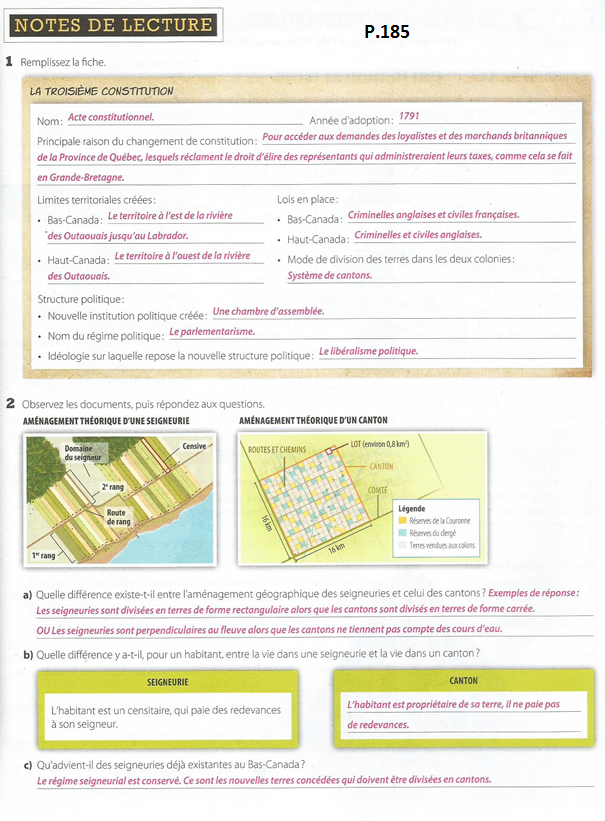 NOTES DE LECTURE
P.185
1 Remplissez la fiche.
LA TROISIÈME CONSTITUTION
Nom : Acte constitutionnel. Année d'adoption : 1791
Principale raison du changement de constitution : Pour accéder aux demandes des loyalistes et des marchands britanniques
de la Province de Québec, lesquels réclament le droit d'élire des représentants qui administreraient leurs taxes, comme cela se fait
en Grande-Bretagne.
Limites territoriales créées :
• Bas-Canada : Le territoire à l'est de la rivière
des Outaouais jusqu'au Labrador.
• Haut-Canada : Le territoire à l'ouest de la rivière
des Outaouais.
Lois en place :
• Bas-Canada : Criminelles anglaises et civiles françaises.
• Haut-Canada : Criminelles et civiles anglaises.
• Mode de division des terres dans les deux colonies :
Système de cantons.
Structure politique :
• Nouvelle institution politique créée : Une chambre d'assemblée.
• Nom du régime politique : Le parlementarisme.
• Idéologie sur laquelle repose la nouvelle structure politique : Le libéralisme politique.
2 Observez les documents, puis répondez aux questions.
AMÉNAGEMENT THÉORIQUE D'UNE SEIGNEURIE
Domaine
du seigneur
Censive
2e rang
Route
de rang
1er rang
AMÉNAGEMENT THÉORIQUE D'UN CANTON
ROUTES ET CHEMINS
LOT (environ 0,8 km²)
CANTON
COMTÉ
16 km
16 km
Légende
Réserves de la Couronne
Réserves du clergé
Terres vendues aux colons
a) Quelle différence existe-t-il entre l'aménagement géographique des seigneuries et celui des cantons ? Exemples de réponse :
Les seigneuries sont divisées en terres de forme rectangulaire alors que les cantons sont divisés en terres de forme carrée.
OU Les seigneuries sont perpendiculaires au fleuve alors que les cantons ne tiennent pas compte des cours d'eau.
b) Quelle différence y a-t-il, pour un habitant, entre la vie dans une seigneurie et la vie dans un canton ?
SEIGNEURIE
L'habitant est un censitaire, qui paie des redevances
à son seigneur.
CANTON
L'habitant est propriétaire de sa terre, il ne paie pas
de redevances.
c) Qu'advient-il des seigneuries déjà existantes au Bas-Canada ?
Le régime seigneurial est conservé. Ce sont les nouvelles terres concédées qui doivent être divisées en cantons.